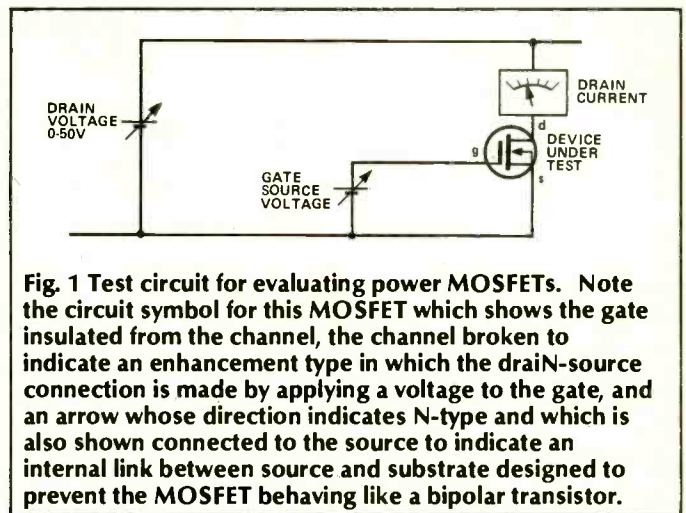 DRAIN
VOLTAGE
0-50V
DRAIN
CURRENT
d
g
DEVICE
UNDER
TEST
s
GATE
SOURCE
VOLTAGE
Fig. 1 Test circuit for evaluating power MOSFETs. Note
the circuit symbol for this MOSFET which shows the gate
insulated from the channel, the channel broken to
indicate an enhancement type in which the draiN-source
connection is made by applying a voltage to the gate, and
an arrow whose direction indicates N-type and which is
also shown connected to the source to indicate an
internal link between source and substrate designed to
prevent the MOSFET behaving like a bipolar transistor.